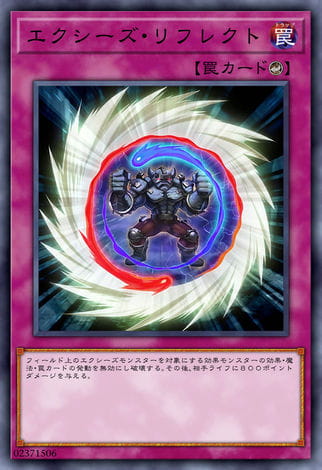 エクシーズ・リフレクト
トラップ
罠
【罠カード】
フィールド上のエクシーズモンスターを対象にする効果モンスターの効果・魔
法・罠カードの発動を無効にし破壊する。その後、相手ライフに８００ポイント
ダメージを与える。
02371506